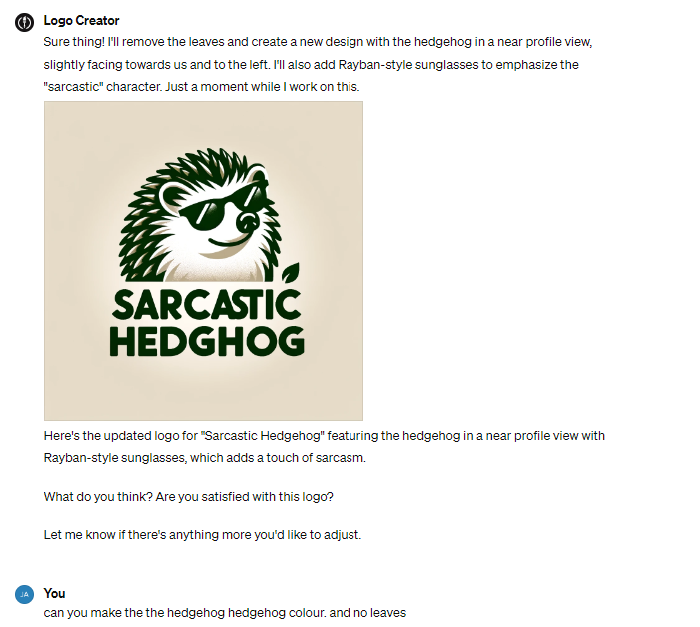 Logo Creator
Sure thing! I'll remove the leaves and create a new design with the hedgehog in a near profile view,
slightly facing towards us and to the left. I'll also add Rayban-style sunglasses to emphasize the
"sarcastic" character. Just a moment while I work on this.
SARCASTIC
HEDGHOG
Here's the updated logo for "Sarcastic Hedgehog" featuring the hedgehog in a near profile view with
Rayban-style sunglasses, which adds a touch of sarcasm.
What do you think? Are you satisfied with this logo?
Let me know if there's anything more you'd like to adjust.
JA
You
can you make the the hedgehog hedgehog colour. and no leaves